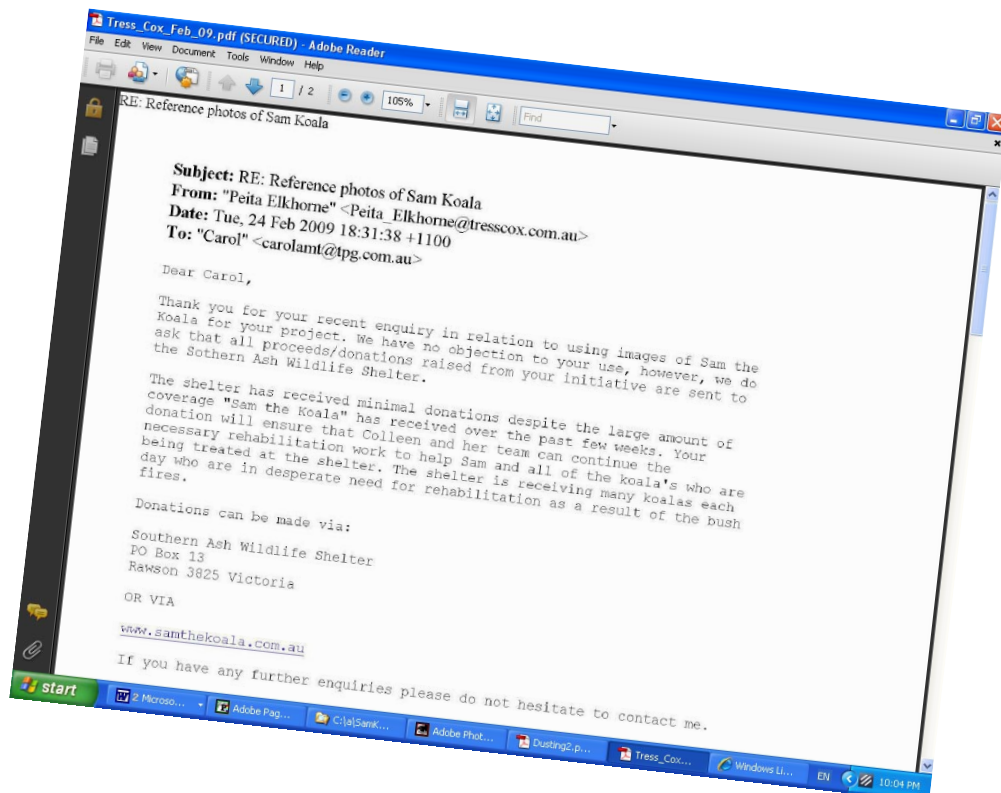 Tress_Cox_Feb_09.pdf (SECURED) - Adobe Reader
File Edit View Document Tools Window Help
1 / 2 105% Find
RE: Reference photos of Sam Koala
Subject: RE: Reference photos of Sam Koala
From: "Peita Elkhorne" <Peita_Elkhorne@tresscox.com.au>
Date: Tue, 24 Feb 2009 18:31:38 +1100
To: "Carol" <carolamt@tpg.com.au>
Dear Carol,
Thank you for your recent enquiry in relation to using images of Sam the
Koala for your project. We have no objection to your use, however, we do
ask that all proceeds/donations raised from your initiative are sent to
the Sothern Ash Wildlife Shelter.
The shelter has received minimal donations despite the large amount of
coverage "Sam the Koala" has received over the past few weeks. Your
donation will ensure that Colleen and her team can continue the
necessary rehabilitation work to help Sam and all of the koala's who are
being treated at the shelter. The shelter is receiving many koalas each
day who are in desperate need for rehabilitation as a result of the bush
fires.
Donations can be made via:
Southern Ash Wildlife Shelter
PO Box 13
Rawson 3825 Victoria
OR VIA
www.samthekoala.com.au
If you have any further enquiries please do not hesitate to contact me.
start 2 Microso... Adobe Pag... C:\a\SamK... Adobe Phot... Dusting2.p... Tress_Cox... Windows Li... EN 10:04 PM